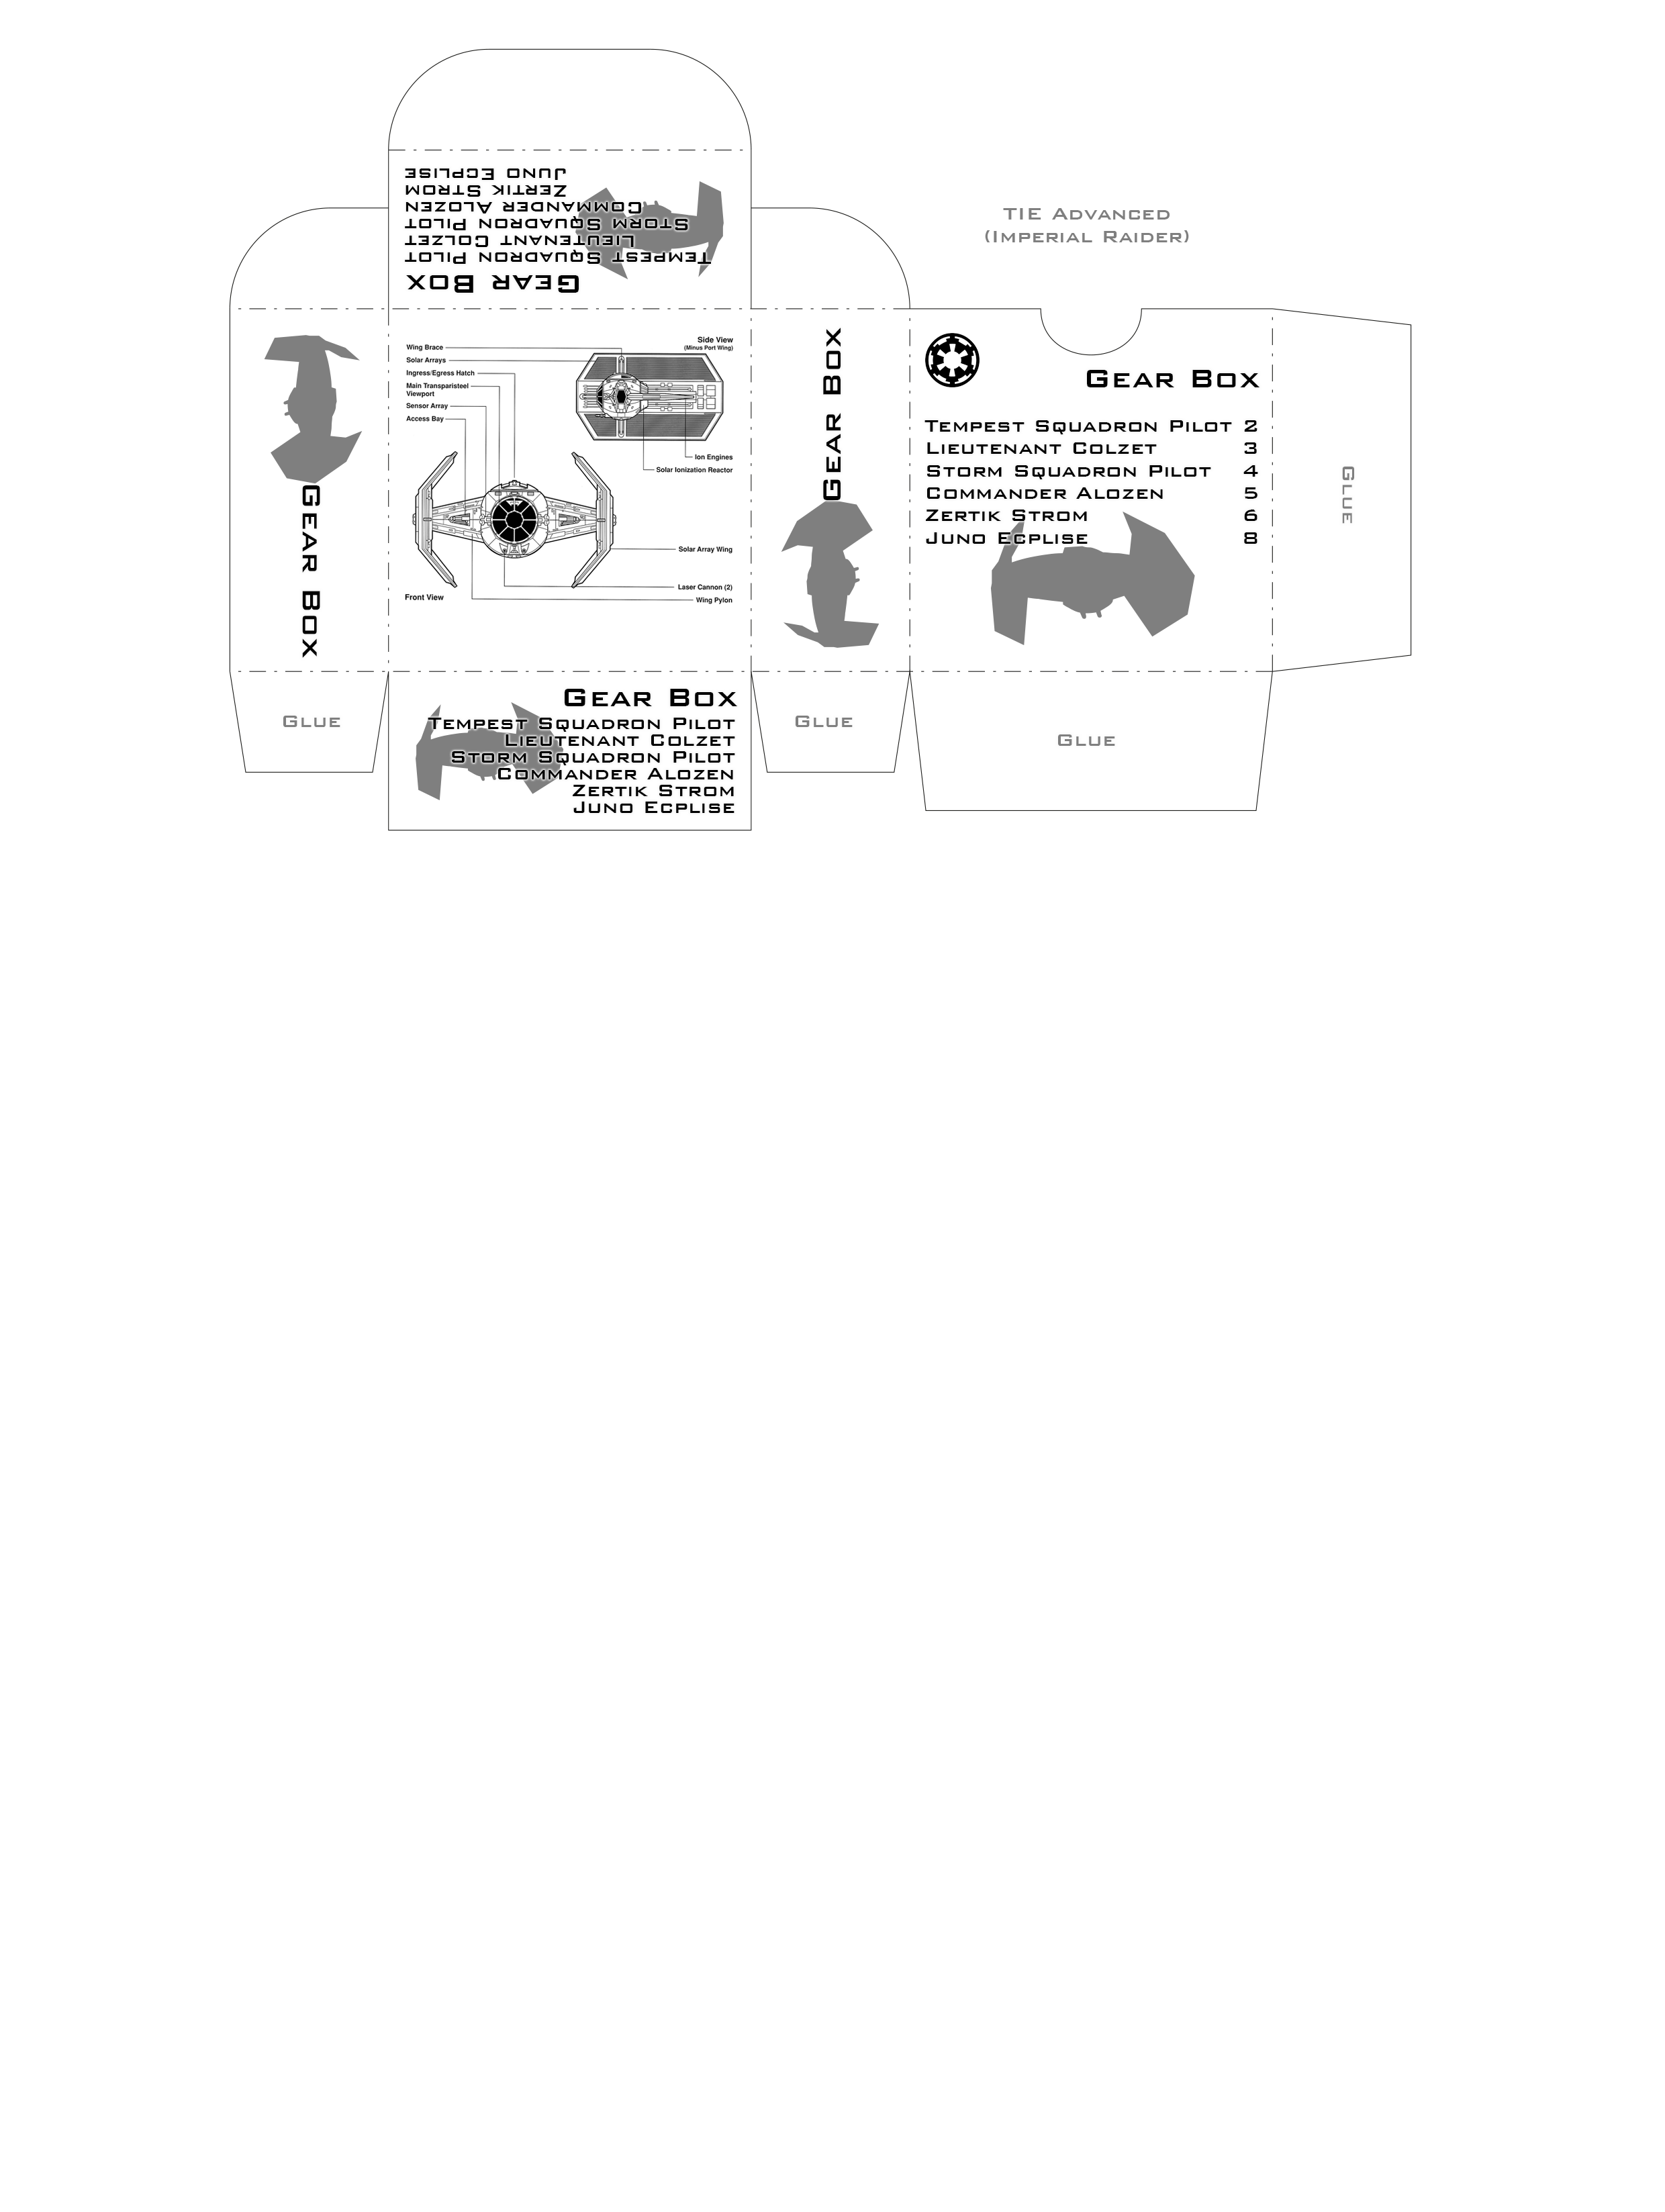 Juno Ecplise
Zertik Strom
Commander Alozen
Storm Squadron Pilot
Lieutenant Colzet
Tempest Squadron Pilot
Gear Box
TIE Advanced
(Imperial Raider)
Gear Box
Wing Brace
Solar Arrays
Ingress/Egress Hatch
Main Transparisteel
Viewport
Sensor Array
Access Bay
Side View
(Minus Port Wing)
Ion Engines
Solar Ionization Reactor
Solar Array Wing
Laser Cannon (2)
Wing Pylon
Front View
Gear Box
Gear Box
Tempest Squadron Pilot 2
Lieutenant Colzet 3
Storm Squadron Pilot 4
Commander Alozen 5
Zertik Strom 6
Juno Ecplise 8
Glue
Glue
Gear Box
Tempest Squadron Pilot
Lieutenant Colzet
Storm Squadron Pilot
Commander Alozen
Zertik Strom
Juno Ecplise
Glue
Glue